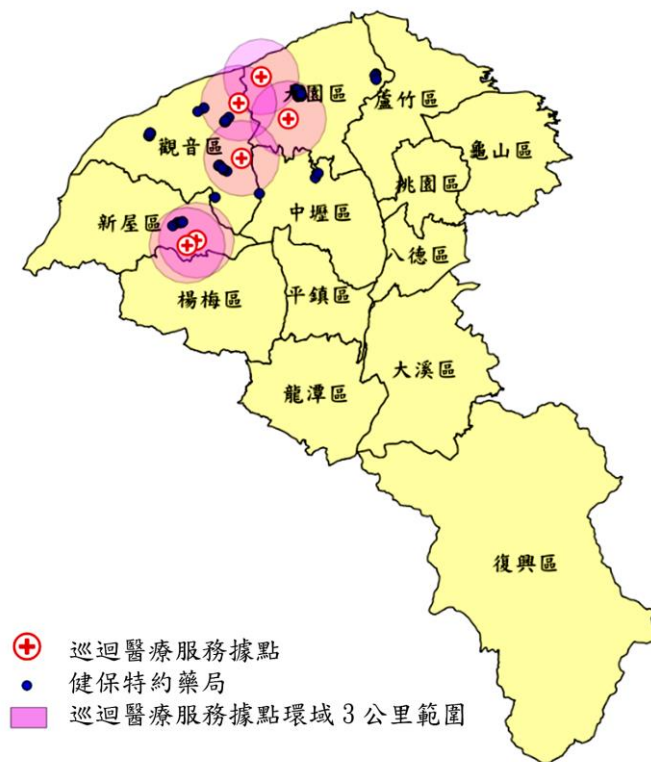 大園區
蘆竹區
觀音區
龜山區
桃園區
新屋區
中壢區
八德區
楊梅區
平鎮區
大溪區
龍潭區
復興區
巡迴醫療服務據點
健保特約藥局
巡迴醫療服務據點環域3公里範圍